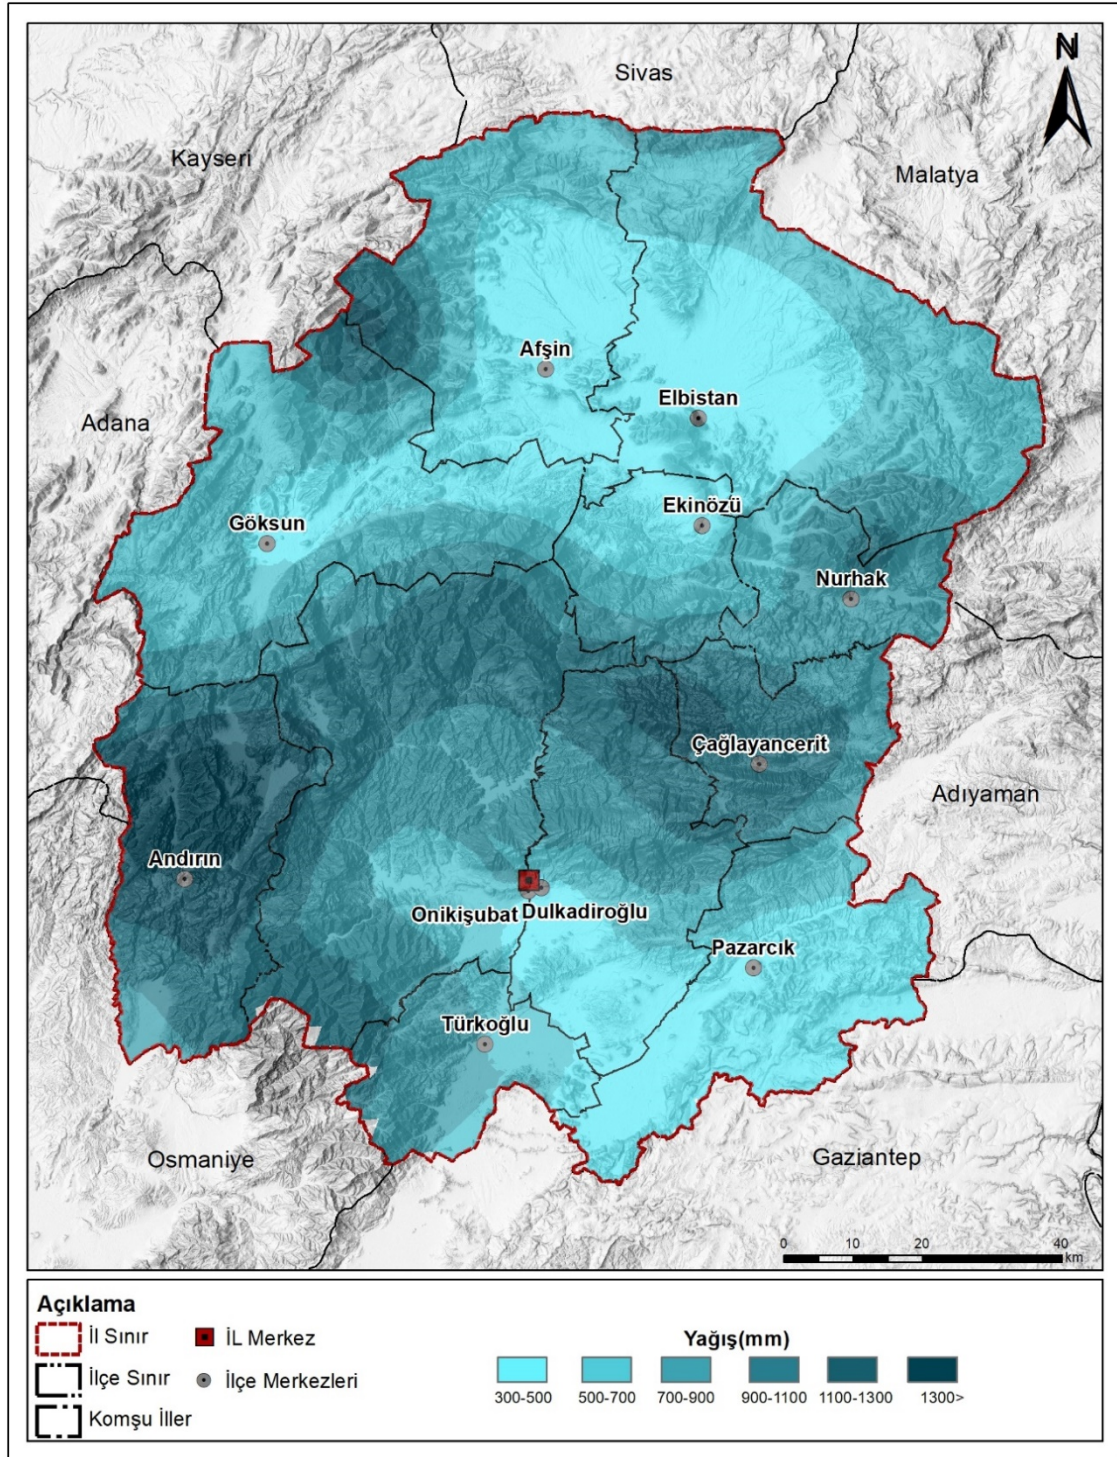 N
Sivas
Kayseri
Malatya
Afşin
Elbistan
Adana
Ekinözü
Göksun
Nurhak
Çağlayancerit
Adıyaman
Andırın
Onikişubat
Dulkadiroğlu
Pazarcık
Türkoğlu
Osmaniye
Gaziantep
0 10 20 40
km
Açıklama
İl Sınır
İL Merkez
İlçe Sınır
İlçe Merkezleri
Komşu İller
Yağış(mm)
300-500 500-700 700-900 900-1100 1100-1300 1300>